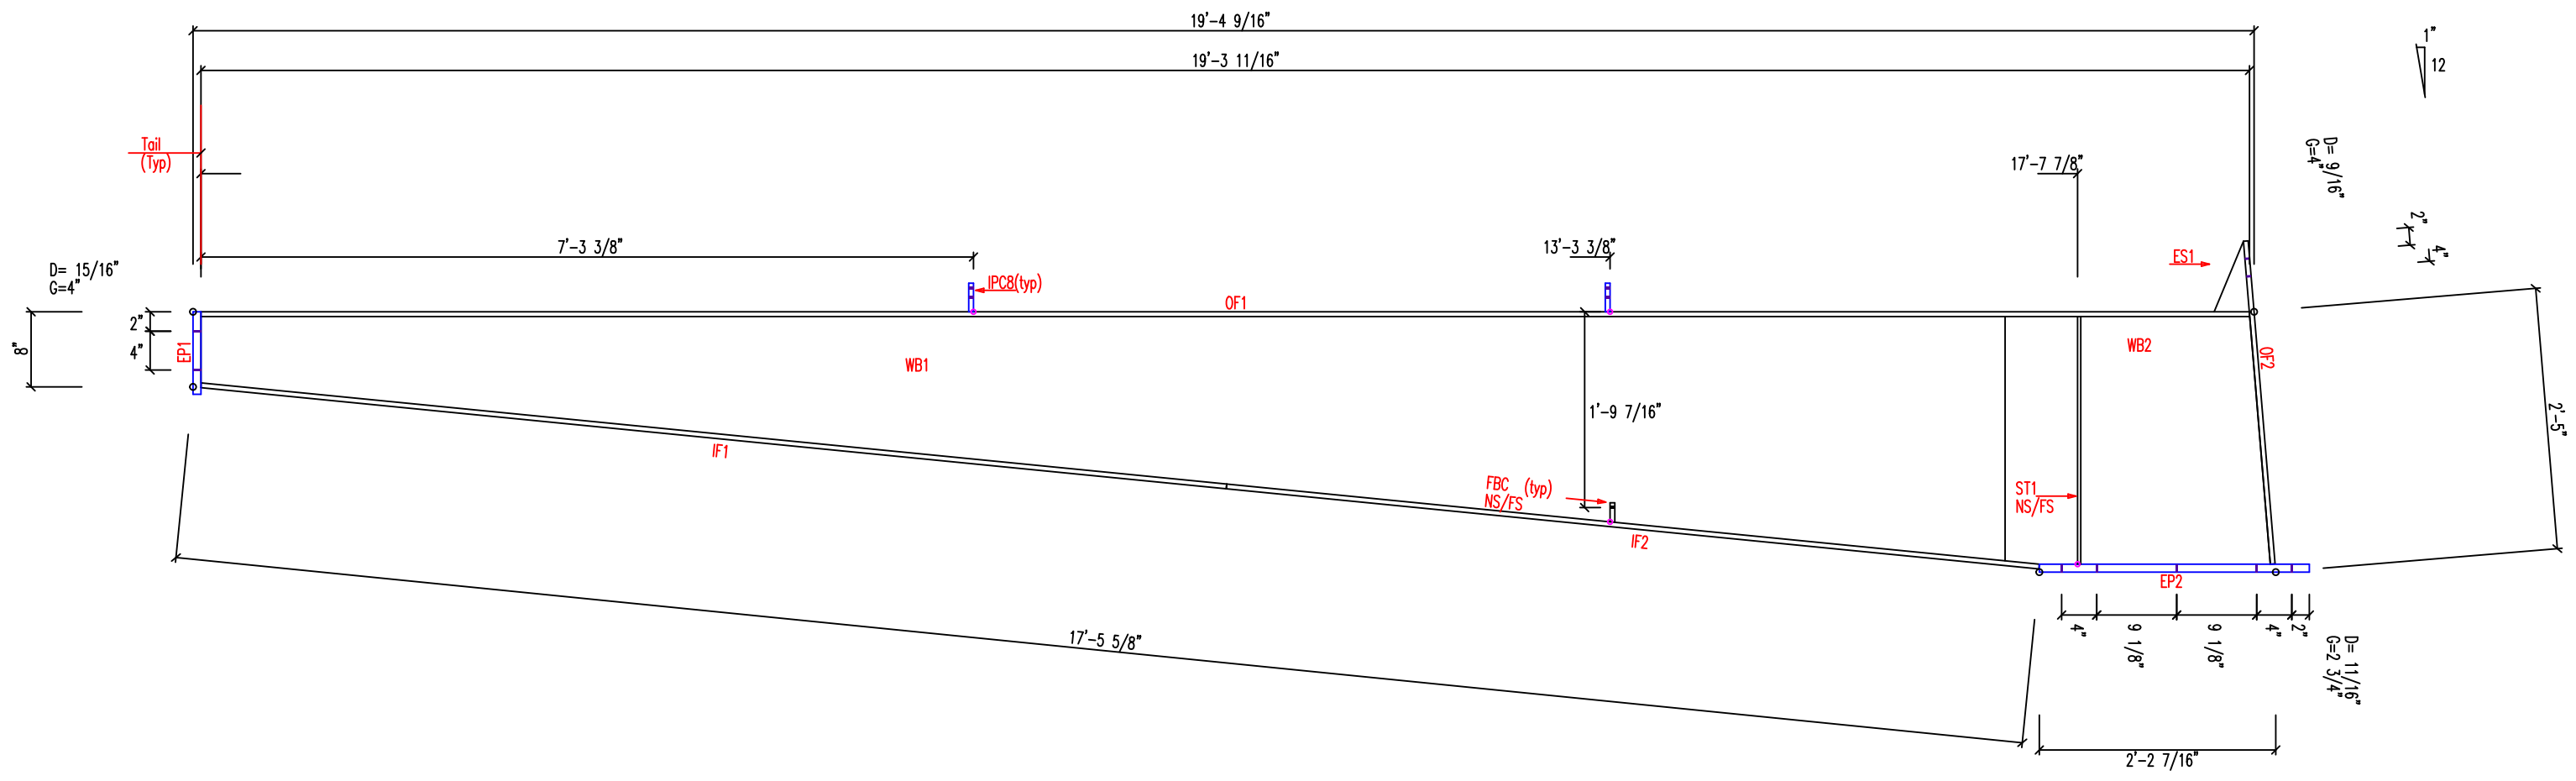 19'-4 9/16"
19'-3 11/16"
1"
12
Tail
(Typ)
17'-7 7/8"
D= 9/16"
G=4"
2"
4"
7'-3 3/8"
13'-3 3/8"
ES1
D= 15/16"
G=4"
IPC8(typ)
OF1
2"
4"
8"
EP1
WB1
WB2
OF2
1'-9 7/16"
2'-5"
IF1
FBC (typ)
NS/FS
ST1
NS/FS
IF2
EP2
4"
9 1/8"
9 1/8"
4"
2"
D= 11/16"
G=2 3/4"
17'-5 5/8"
2'-2 7/16"